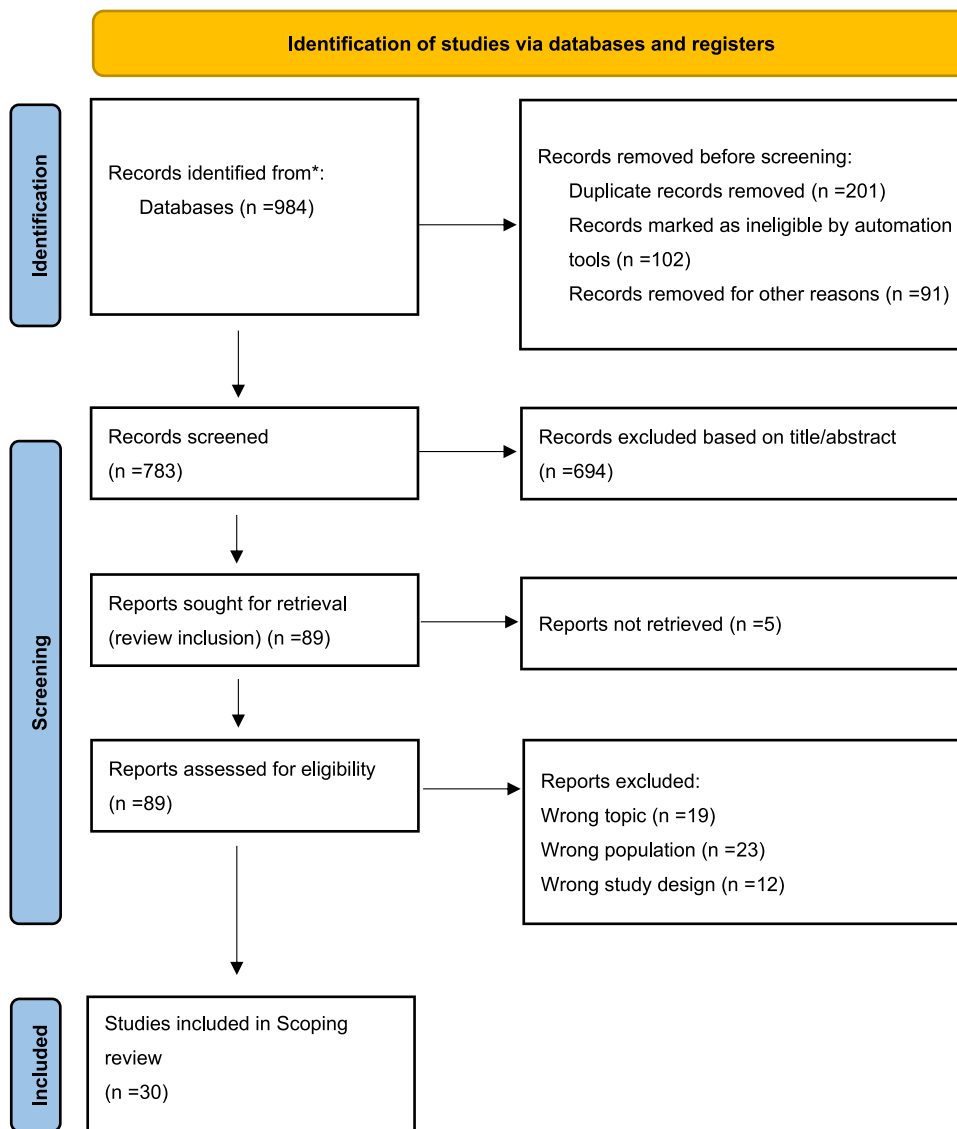 Identification of studies via databases and registers
Identification
Records identified from*:
Databases (n =984)
Records removed before screening:
Duplicate records removed (n =201)
Records marked as ineligible by automation
tools (n =102)
Records removed for other reasons (n =91)
Screening
Records screened
(n =783)
Records excluded based on title/abstract
(n =694)
Reports sought for retrieval
(review inclusion) (n =89)
Reports not retrieved (n =5)
Reports assessed for eligibility
(n =89)
Reports excluded:
Wrong topic (n =19)
Wrong population (n =23)
Wrong study design (n =12)
Included
Studies included in Scoping
review
(n =30)